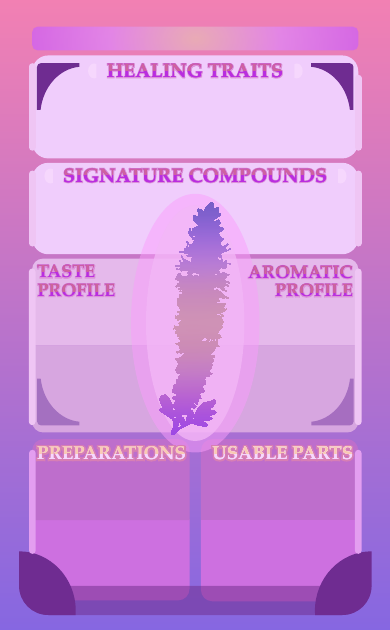 HEALING TRAITS
SIGNATURE COMPOUNDS
TASTE
PROFILE
AROMATIC
PROFILE
PREPARATIONS
USABLE PARTS